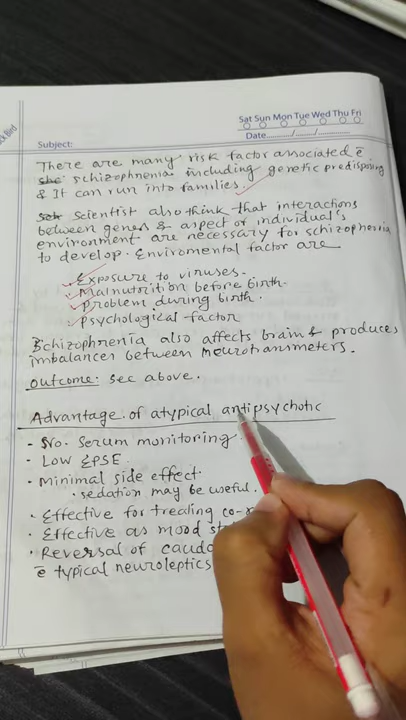 Sat Sun Mon Tue Wed Thu Fri
Subject:
Date ........./........./..............
There are many risk factor associated ē
schizophrenia including genetic predisposing
& It can run into families.
Scientist also think that interactions
between genes & aspect of individual's
environment are necessary for schizophrenia
to develop. Enviromental factor are
• Exposure to viruses.
• Malnutrition before birth.
• Problem during birth.
• Psychological factor
Schizophrenia also affects brain & produces
imbalances between neurotransmeters.
Outcome: see above.
Advantage of atypical antipsychotic
• No. serum monitoring
• Low EPSE.
• Minimal side effect.
• sedation may be useful.
• Effective for treating co-
• Effective as mood
• Reversal of
ē typical neuroleptics